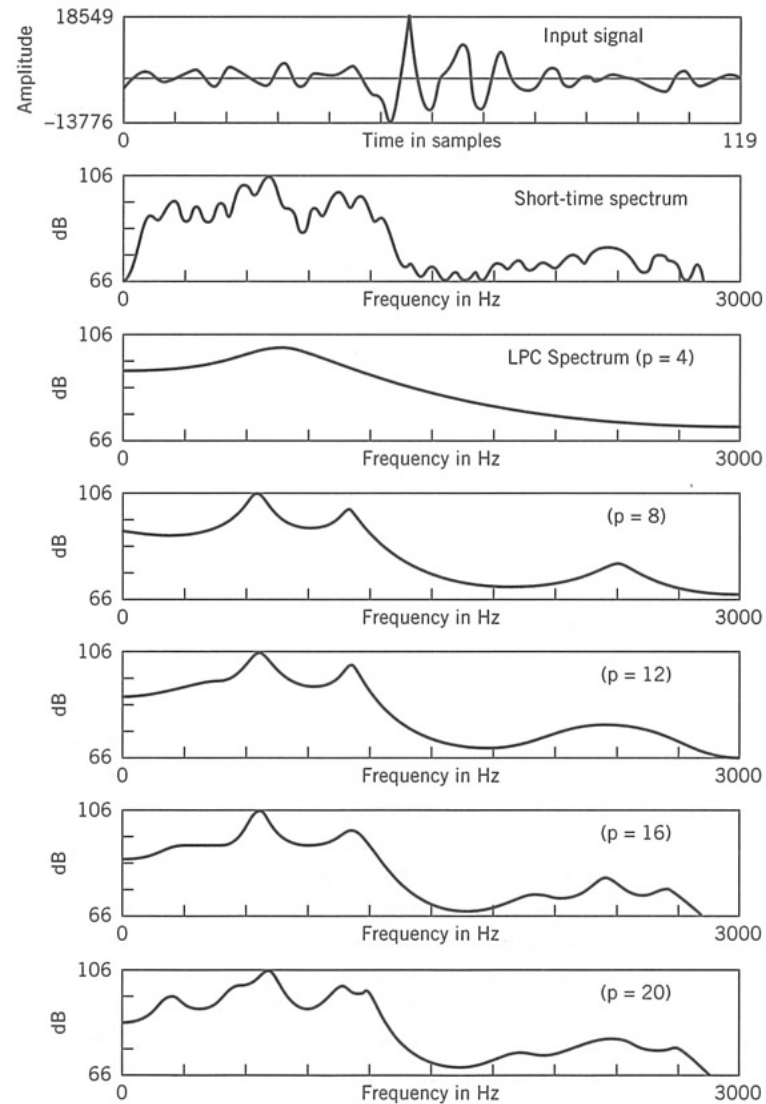 18549
Amplitude
Input signal
−13776
0
Time in samples
119
106
dB
Short-time spectrum
66
0
Frequency in Hz
3000
106
dB
LPC Spectrum (p = 4)
66
0
Frequency in Hz
3000
106
dB
(p = 8)
66
0
Frequency in Hz
3000
106
dB
(p = 12)
66
0
Frequency in Hz
3000
106
dB
(p = 16)
66
0
Frequency in Hz
3000
106
dB
(p = 20)
66
0
Frequency in Hz
3000